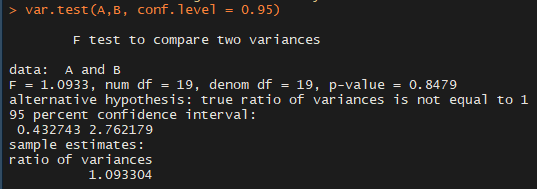 > var.test(A,B, conf.level = 0.95)
F test to compare two variances
data:  A and B
F = 1.0933, num df = 19, denom df = 19, p-value = 0.8479
alternative hypothesis: true ratio of variances is not equal to 1
95 percent confidence interval:
0.432743 2.762179
sample estimates:
ratio of variances
1.093304